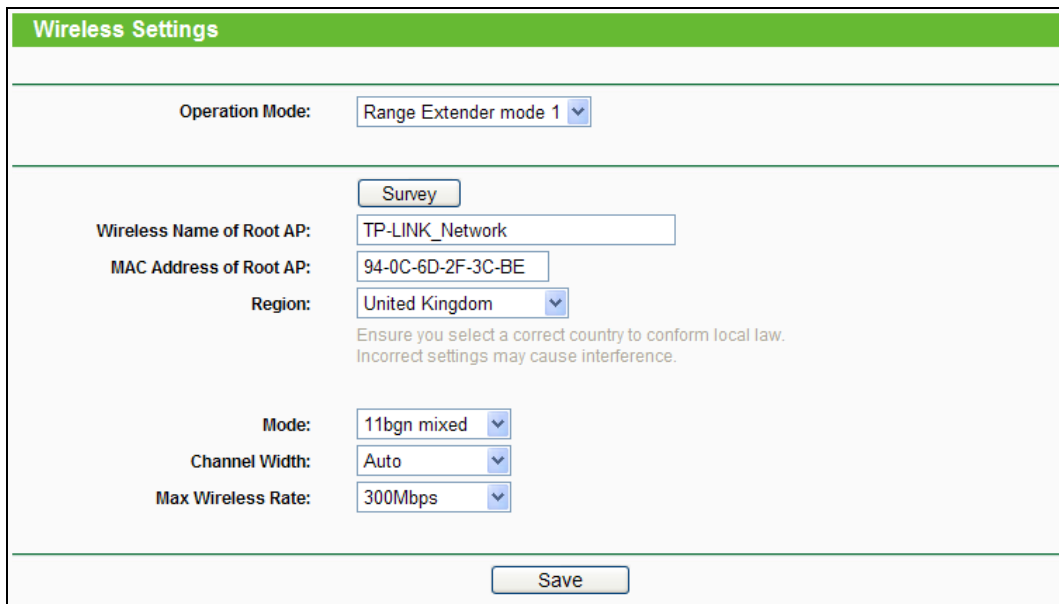 Wireless Settings
Operation Mode: Range Extender mode 1
Survey
Wireless Name of Root AP: TP-LINK_Network
MAC Address of Root AP: 94-0C-6D-2F-3C-BE
Region: United Kingdom
Ensure you select a correct country to conform local law.
Incorrect settings may cause interference.
Mode: 11bgn mixed
Channel Width: Auto
Max Wireless Rate: 300Mbps
Save